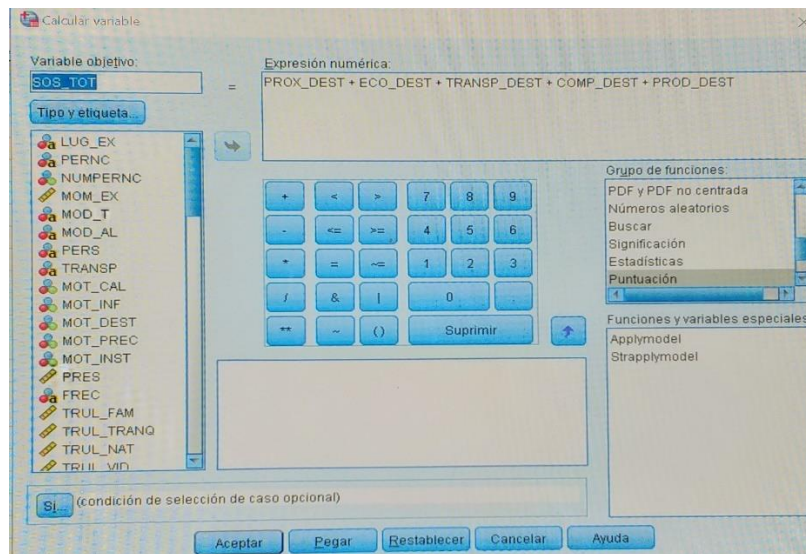 Calcular variable
Variable objetivo:
SOS_TOT
=
Expresión numérica:
PROX_DEST + ECO_DEST + TRANSP_DEST + COMP_DEST + PROD_DEST
Tipo y etiqueta...
LUG_EX
PERNC
NUMPERNC
MOM_EX
MOD_T
MOD_AL
PERS
TRANSP
MOT_CAL
MOT_INF
MOT_DEST
MOT_PREC
MOT_INST
PRES
FREC
TRUL_FAM
TRUL_TRANQ
TRUL_NAT
TRUL_VID
+ < > 7 8 9
- <= >= 4 5 6
* = ~= 1 2 3
/ & | 0 .
** ~ () Suprimir
Grupo de funciones:
PDF y PDF no centrada
Números aleatorios
Buscar
Significación
Estadísticas
Puntuación
Funciones y variables especiales
Applymodel
Strapplymodel
Si... (condición de selección de caso opcional)
Aceptar Pegar Restablecer Cancelar Ayuda